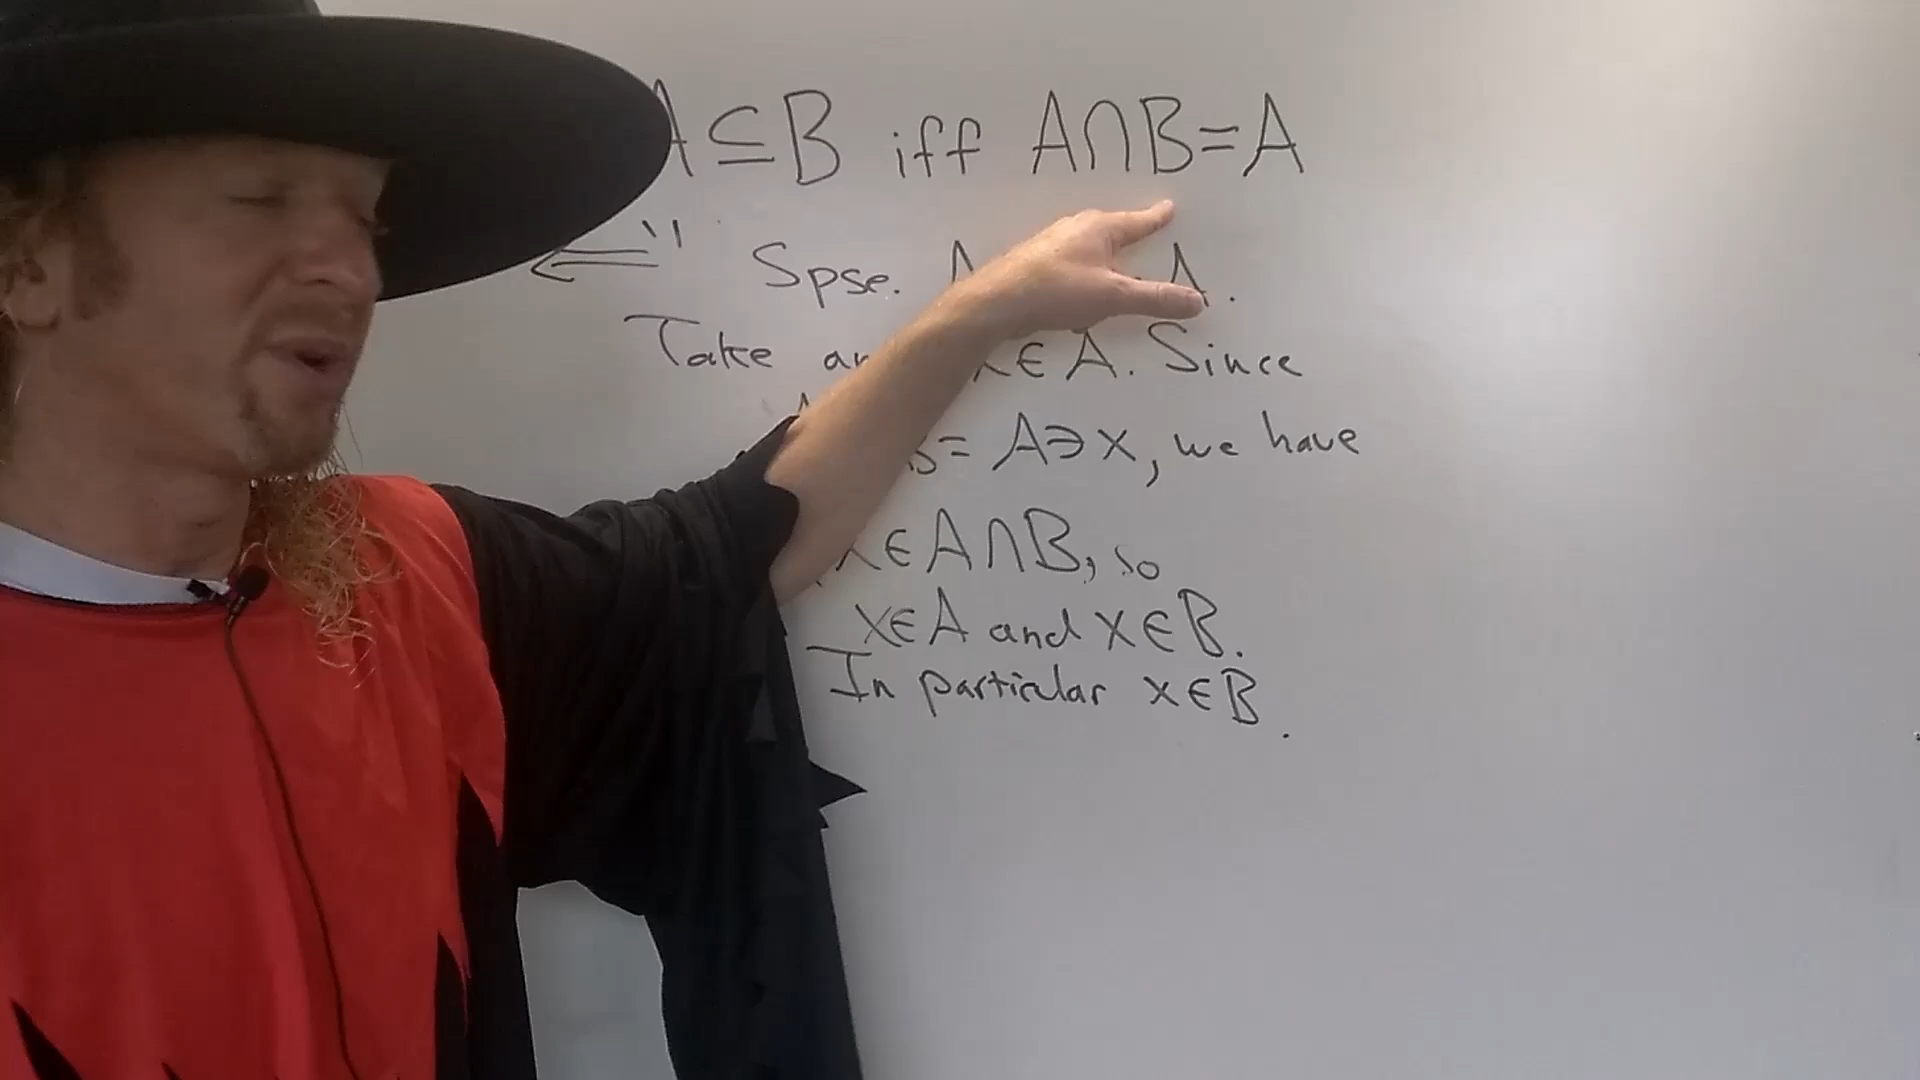 A ⊆ B iff A∩B=A
⇐" Spse. A A.
Take x ∈ A. Since
B= A∋x, we have
x∈A∩B, so
x∈A and x∈B.
In particular x∈B.